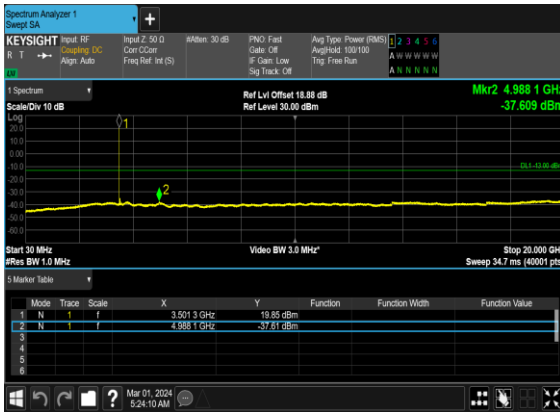 Spectrum Analyzer 1
Swept SA
+
KEYSIGHT
R T
Input: RF
Coupling: DC
Align: Auto
Input Z: 50 Ω
Corr CCorr
Freq Ref: Int (S)
#Atten: 30 dB
PNO: Fast
Gate: Off
IF Gain: Low
Sig Track: Off
Avg Type: Power (RMS)
Avg|Hold: 100/100
Trig: Free Run
1 2 3 4 5 6
A W W W W W
A N N N N N
1 Spectrum
Scale/Div 10 dB
Ref Lvl Offset 18.88 dB
Ref Level 30.00 dBm
Mkr2 4.988 1 GHz
-37.609 dBm
Log
20.0
10.0
0.00
-10.0
-20.0
-30.0
-40.0
-50.0
-60.0
1
2
DL1 -13.00 dBm
Start 30 MHz
#Res BW 1.0 MHz
Video BW 3.0 MHz*
Stop 20.000 GHz
Sweep 34.7 ms (40001 pts)
5 Marker Table
Mode Trace Scale X Y Function Function Width Function Value
1 N 1 f 3.501 3 GHz 19.85 dBm
2 N 1 f 4.988 1 GHz -37.61 dBm
3
4
5
6
?
Mar 01, 2024
5:24:10 AM